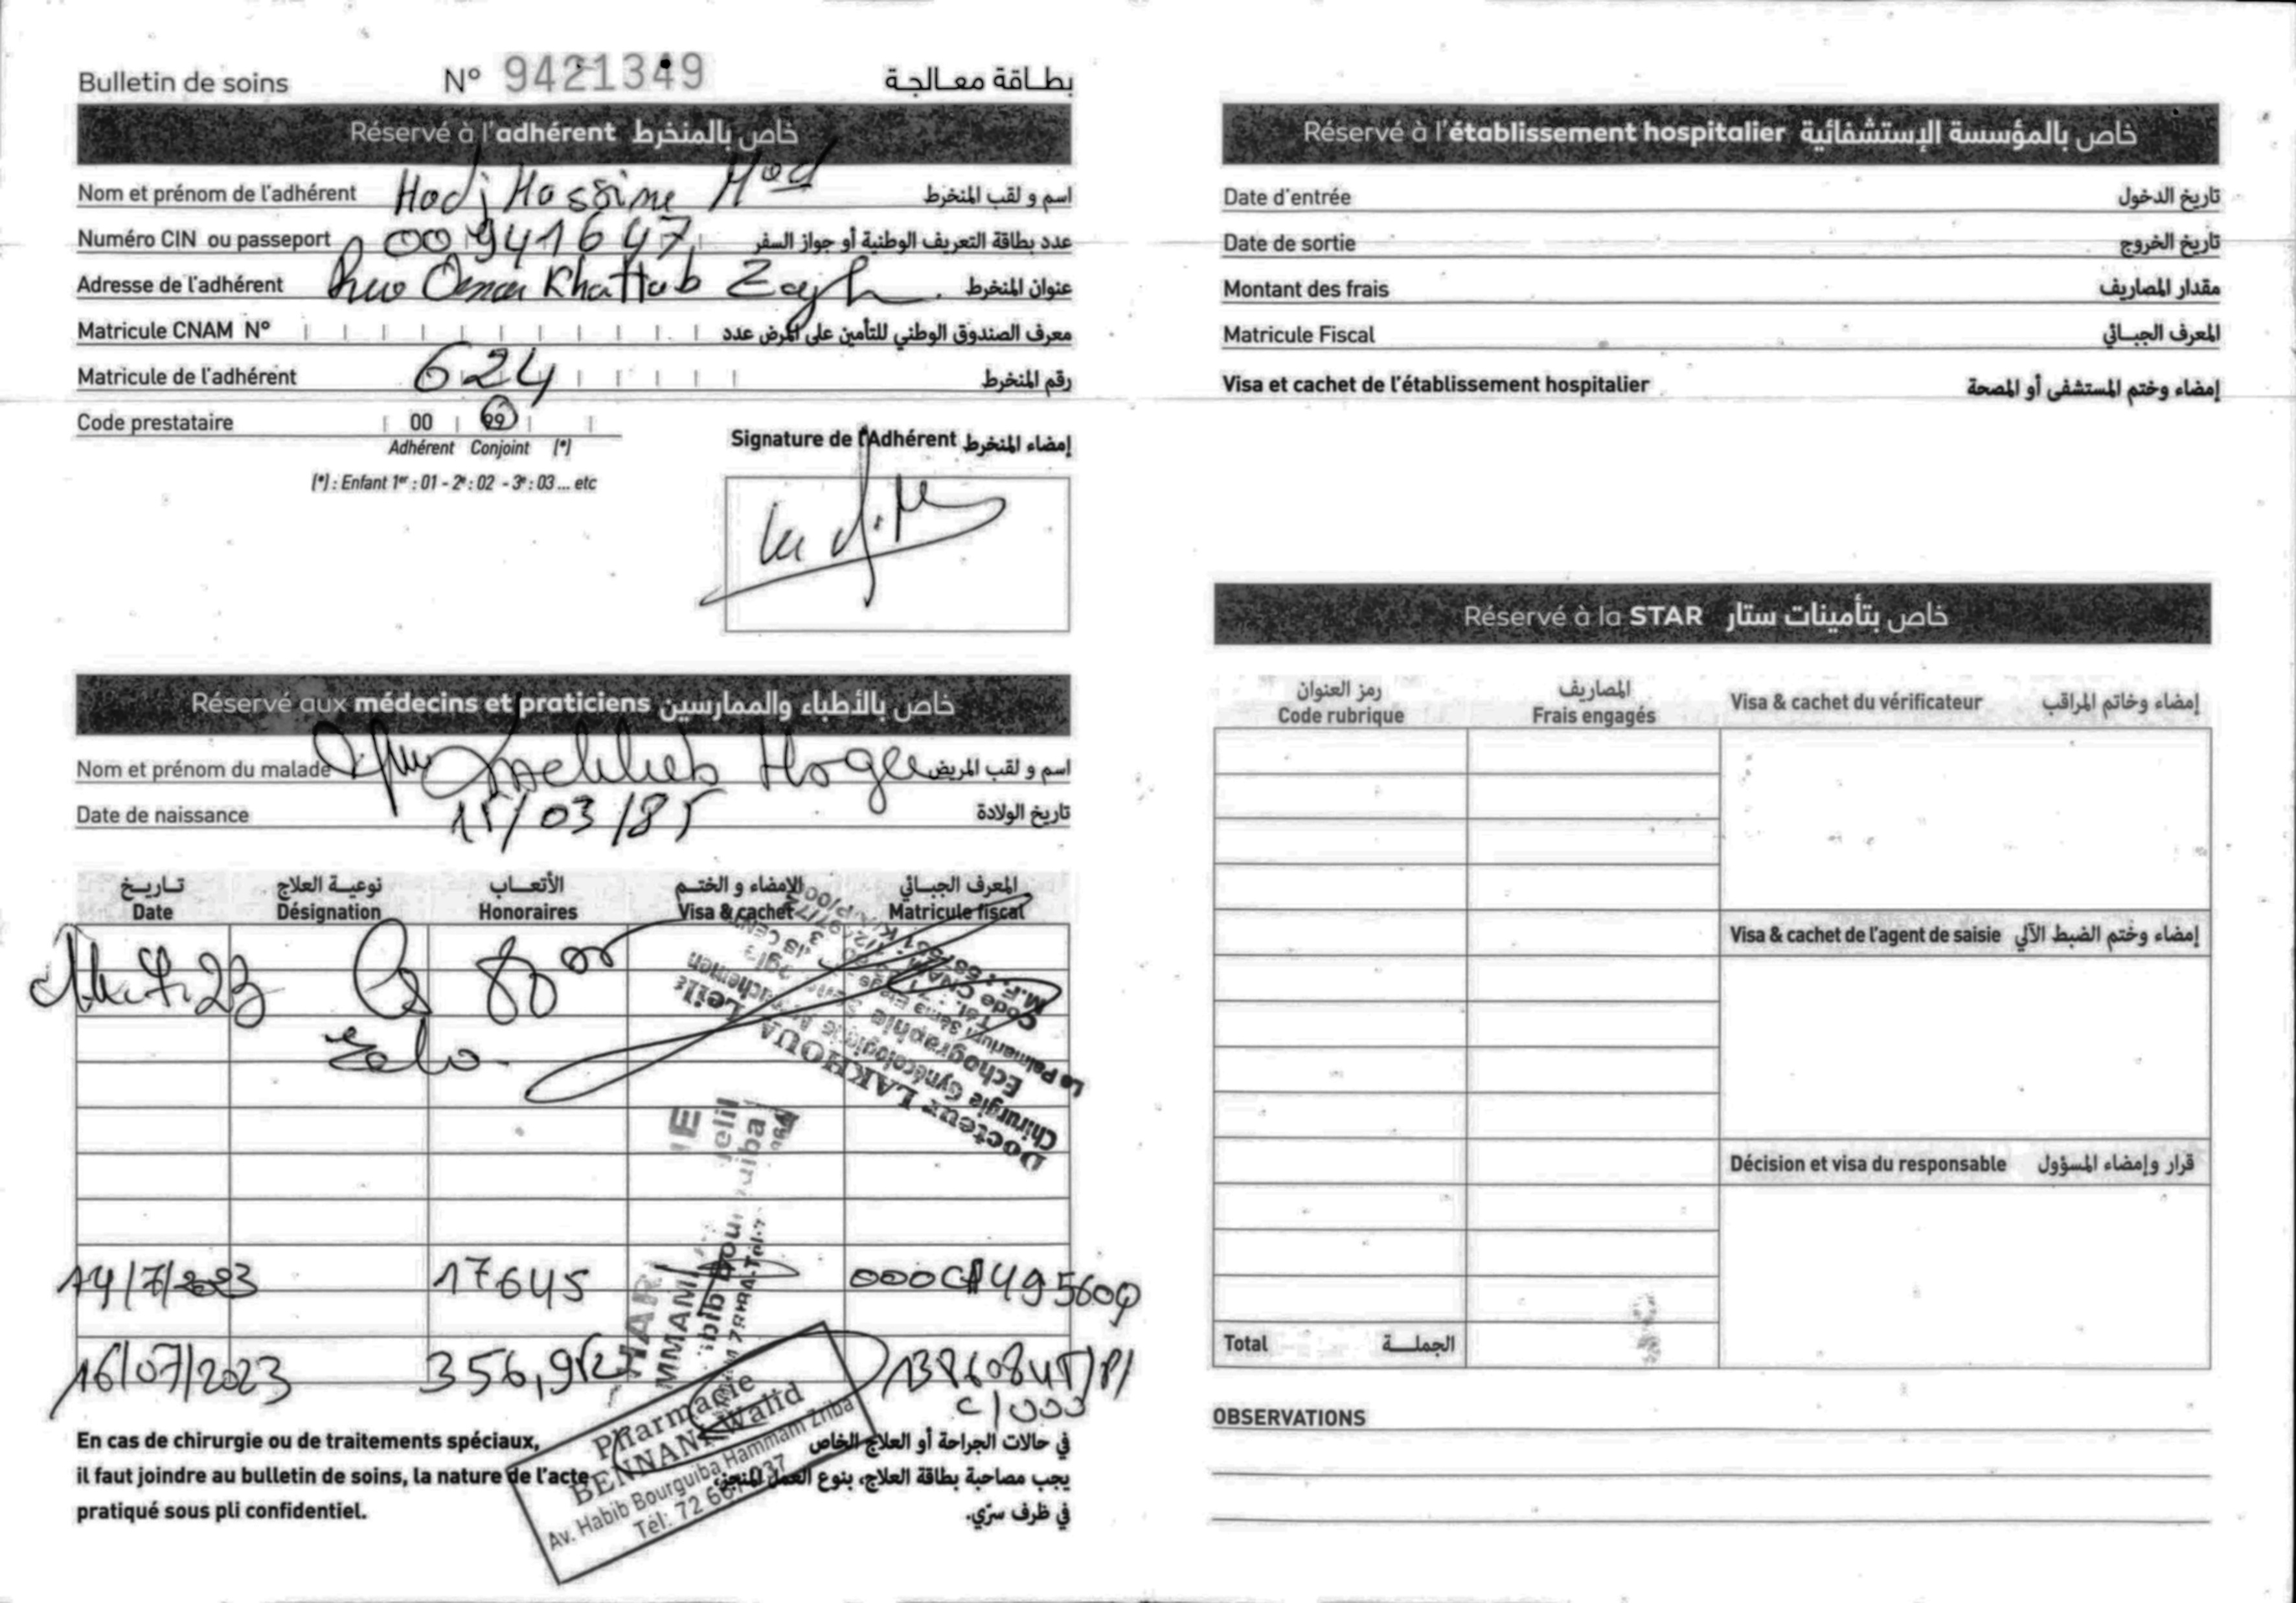 Bulletin de soins N° 9421349 بطاقة معالجة
Réservé à l'adhérent خاص بالمنخرط
Nom et prénom de l'adhérent Hadj Hassine Med اسم و لقب المنخرط
Numéro CIN ou passeport 00941647 عدد بطاقة التعريف الوطنية أو جواز السفر
Adresse de l'adhérent Rue Omar Khattab عنوان المنخرط
Matricule CNAM N° معرف الصندوق الوطني للتأمين على المرض عدد
Matricule de l'adhérent 624 رقم المنخرط
Code prestataire 00 99
Adhérent Conjoint (*)
(*) : Enfant 1er : 01 - 2e : 02 - 3e : 03 ... etc
Signature de l'Adhérent إمضاء المنخرط
Réservé aux médecins et praticiens خاص بالأطباء والممارسين
Nom et prénom du malade اسم و لقب المريض
Date de naissance 15/03/85 تاريخ الولادة
تاريخ نوعية العلاج الأتعاب الإمضاء و الختم المعرف الجبائي
Date Désignation Honoraires Visa & cachet Matricule fiscal
23 Cs 80
Echo
Docteur LAKHOUA Leila
Chirurgie Gynécologique
Echographie
14/7/2023 17645
16/07/2023 356,912
Pharmacie
BENNANI Walid
Av. Habib Bourguiba Hammam Zriba
Tél: 72 66
En cas de chirurgie ou de traitements spéciaux,
il faut joindre au bulletin de soins, la nature de l'acte
pratiqué sous pli confidentiel.
في حالات الجراحة أو العلاج الخاص
يجب مصاحبة بطاقة العلاج، بنوع العمل المنجز،
في ظرف سرّي.
Réservé à l'établissement hospitalier خاص بالمؤسسة الإستشفائية
Date d'entrée تاريخ الدخول
Date de sortie تاريخ الخروج
Montant des frais مقدار المصاريف
Matricule Fiscal المعرف الجبائي
Visa et cachet de l'établissement hospitalier إمضاء وختم المستشفى أو المصحة
Réservé à la STAR خاص بتأمينات ستار
رمز العنوان المصاريف
Code rubrique Frais engagés Visa & cachet du vérificateur إمضاء وخاتم المراقب
Visa & cachet de l'agent de saisie إمضاء وختم الضبط الآلي
Décision et visa du responsable قرار وإمضاء المسؤول
Total الجملة
OBSERVATIONS